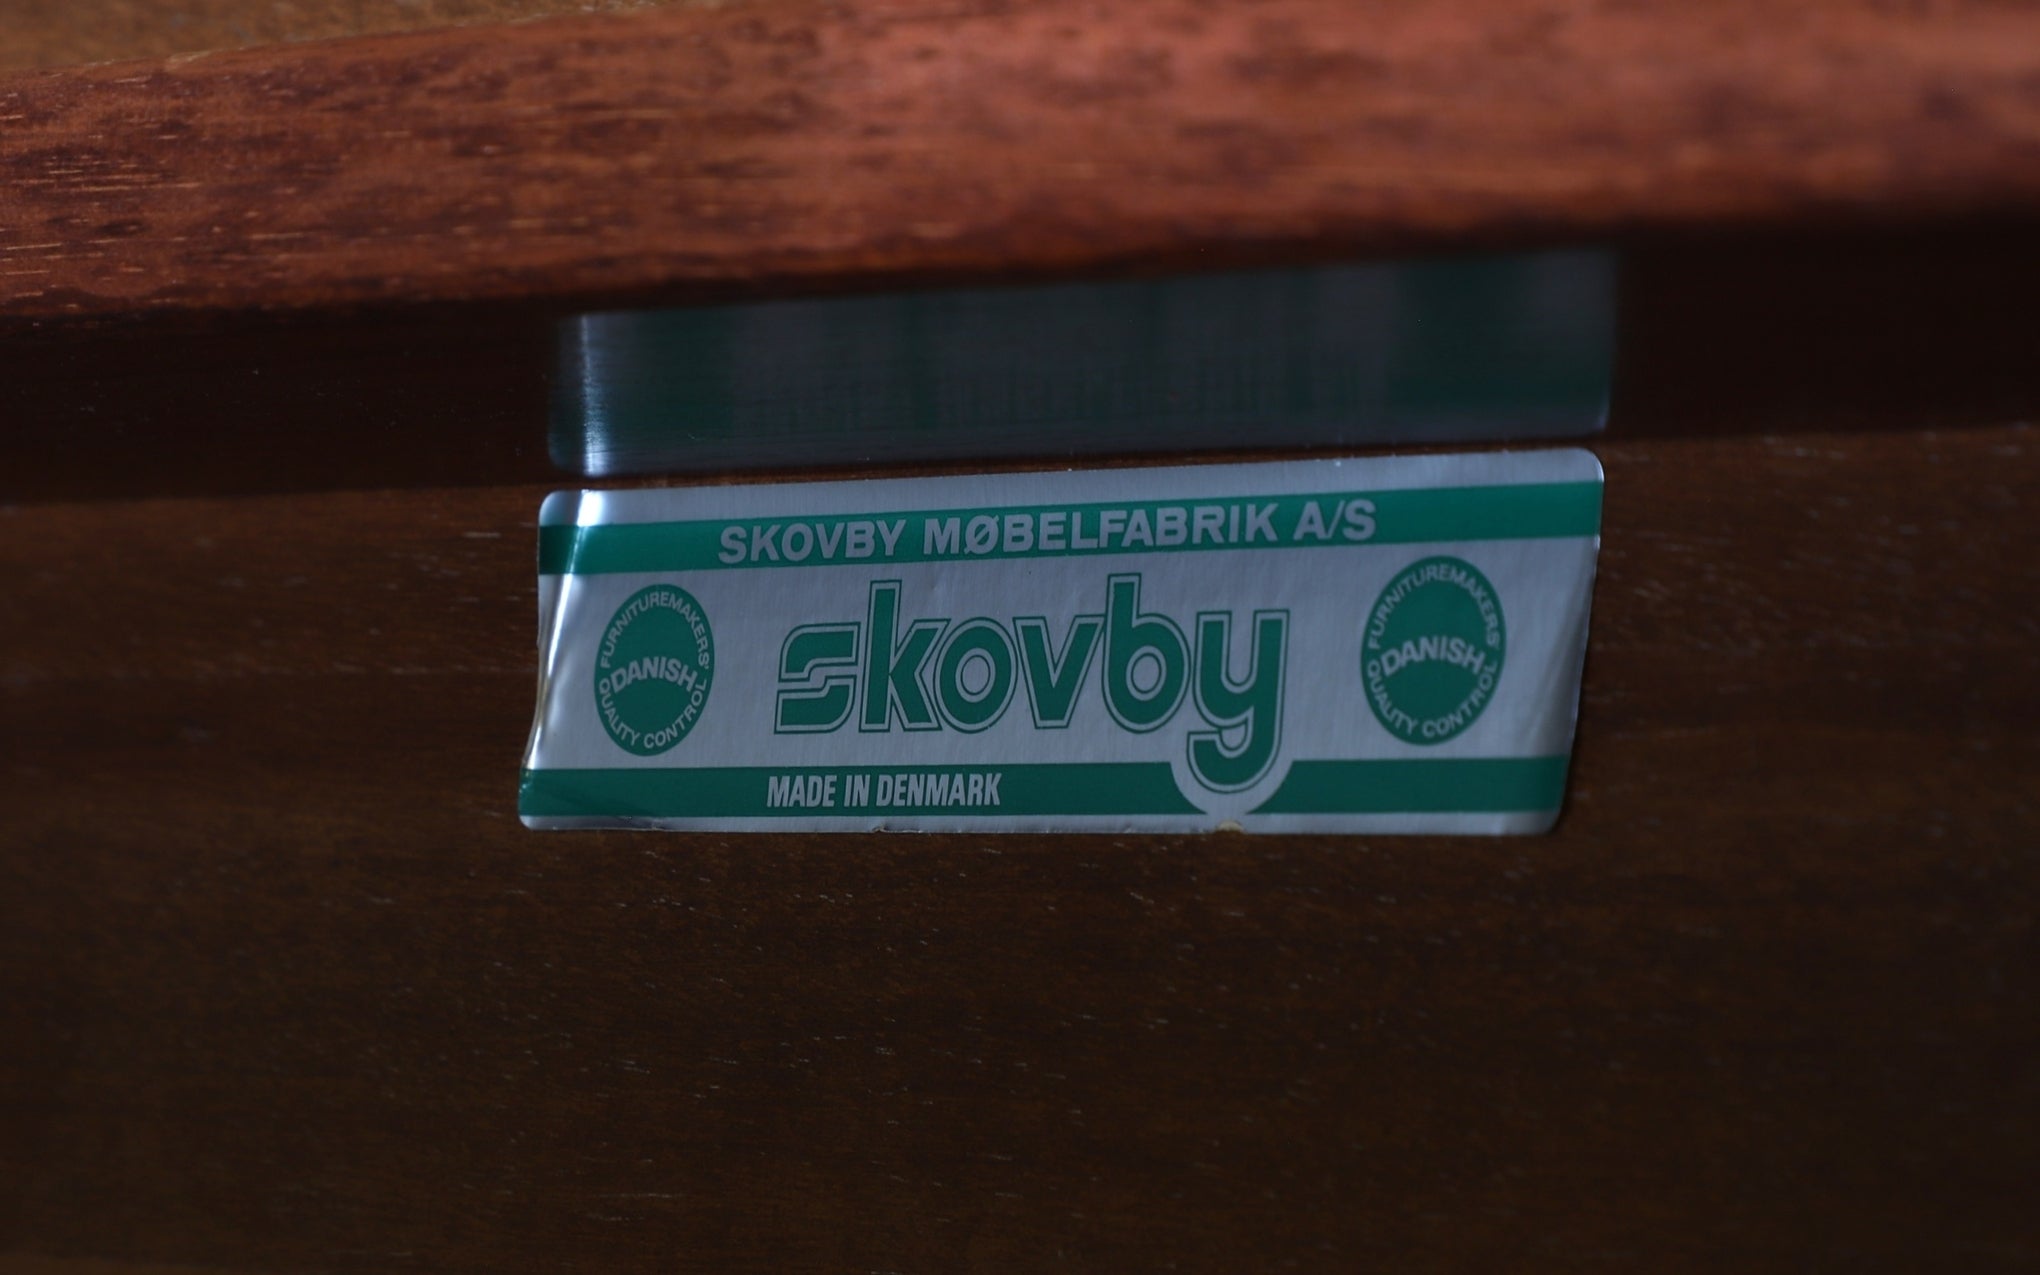 SKOVBY MØBELFABRIK A/S
FURNITUREMAKERS'
DANISH
QUALITY CONTROL
skovby
FURNITUREMAKERS'
DANISH
QUALITY CONTROL
MADE IN DENMARK